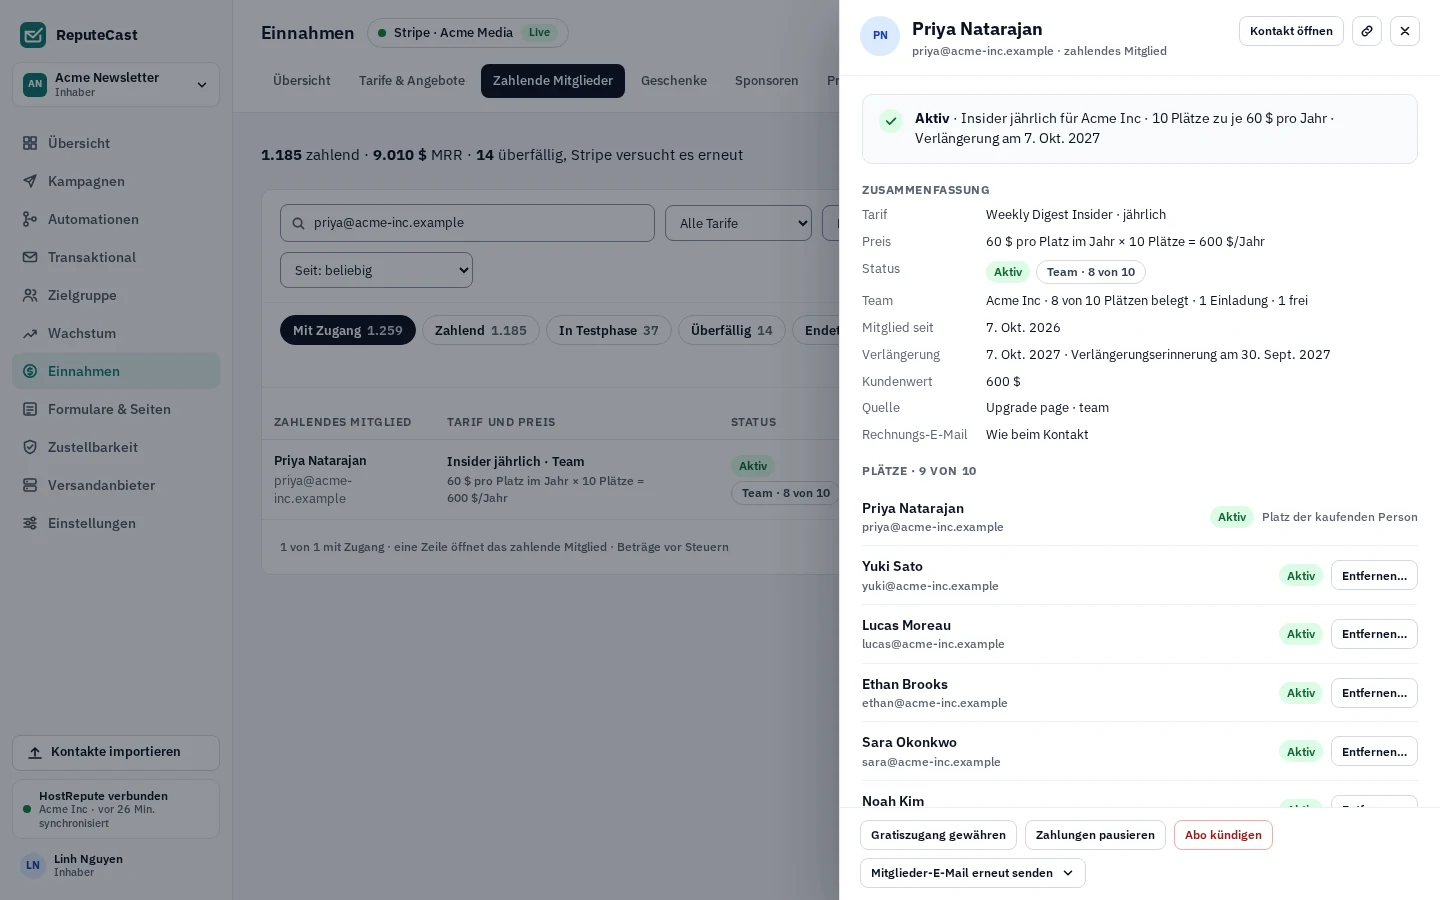 ReputeCast
AN
Acme Newsletter
Inhaber
Übersicht
Kampagnen
Automationen
Transaktional
Zielgruppe
Wachstum
Einnahmen
Formulare & Seiten
Zustellbarkeit
Versandanbieter
Einstellungen
Kontakte importieren
HostRepute verbunden
Acme Inc · vor 26 Min.
synchronisiert
LN
Linh Nguyen
Inhaber
Einnahmen
Stripe · Acme Media Live
Übersicht Tarife & Angebote Zahlende Mitglieder Geschenke Sponsoren
1.185 zahlend · 9.010 $ MRR · 14 überfällig, Stripe versucht es erneut
priya@acme-inc.example
Alle Tarife
Seit: beliebig
Mit Zugang 1.259 Zahlend 1.185 In Testphase 37 Überfällig 14
ZAHLENDES MITGLIED TARIF UND PREIS STATUS
Priya Natarajan
priya@acme-
inc.example
Insider jährlich · Team
60 $ pro Platz im Jahr × 10 Plätze =
600 $/Jahr
Aktiv
Team · 8 von 10
1 von 1 mit Zugang · eine Zeile öffnet das zahlende Mitglied · Beträge vor Steuern
PN
Priya Natarajan
priya@acme-inc.example · zahlendes Mitglied
Kontakt öffnen
Aktiv · Insider jährlich für Acme Inc · 10 Plätze zu je 60 $ pro Jahr ·
Verlängerung am 7. Okt. 2027
ZUSAMMENFASSUNG
Tarif Weekly Digest Insider · jährlich
Preis 60 $ pro Platz im Jahr × 10 Plätze = 600 $/Jahr
Status Aktiv Team · 8 von 10
Team Acme Inc · 8 von 10 Plätzen belegt · 1 Einladung · 1 frei
Mitglied seit 7. Okt. 2026
Verlängerung 7. Okt. 2027 · Verlängerungserinnerung am 30. Sept. 2027
Kundenwert 600 $
Quelle Upgrade page · team
Rechnungs-E-Mail Wie beim Kontakt
PLÄTZE · 9 VON 10
Priya Natarajan
priya@acme-inc.example
Aktiv Platz der kaufenden Person
Yuki Sato
yuki@acme-inc.example
Aktiv Entfernen…
Lucas Moreau
lucas@acme-inc.example
Aktiv Entfernen…
Ethan Brooks
ethan@acme-inc.example
Aktiv Entfernen…
Sara Okonkwo
sara@acme-inc.example
Aktiv Entfernen…
Noah Kim
Gratiszugang gewähren Zahlungen pausieren Abo kündigen
Mitglieder-E-Mail erneut senden